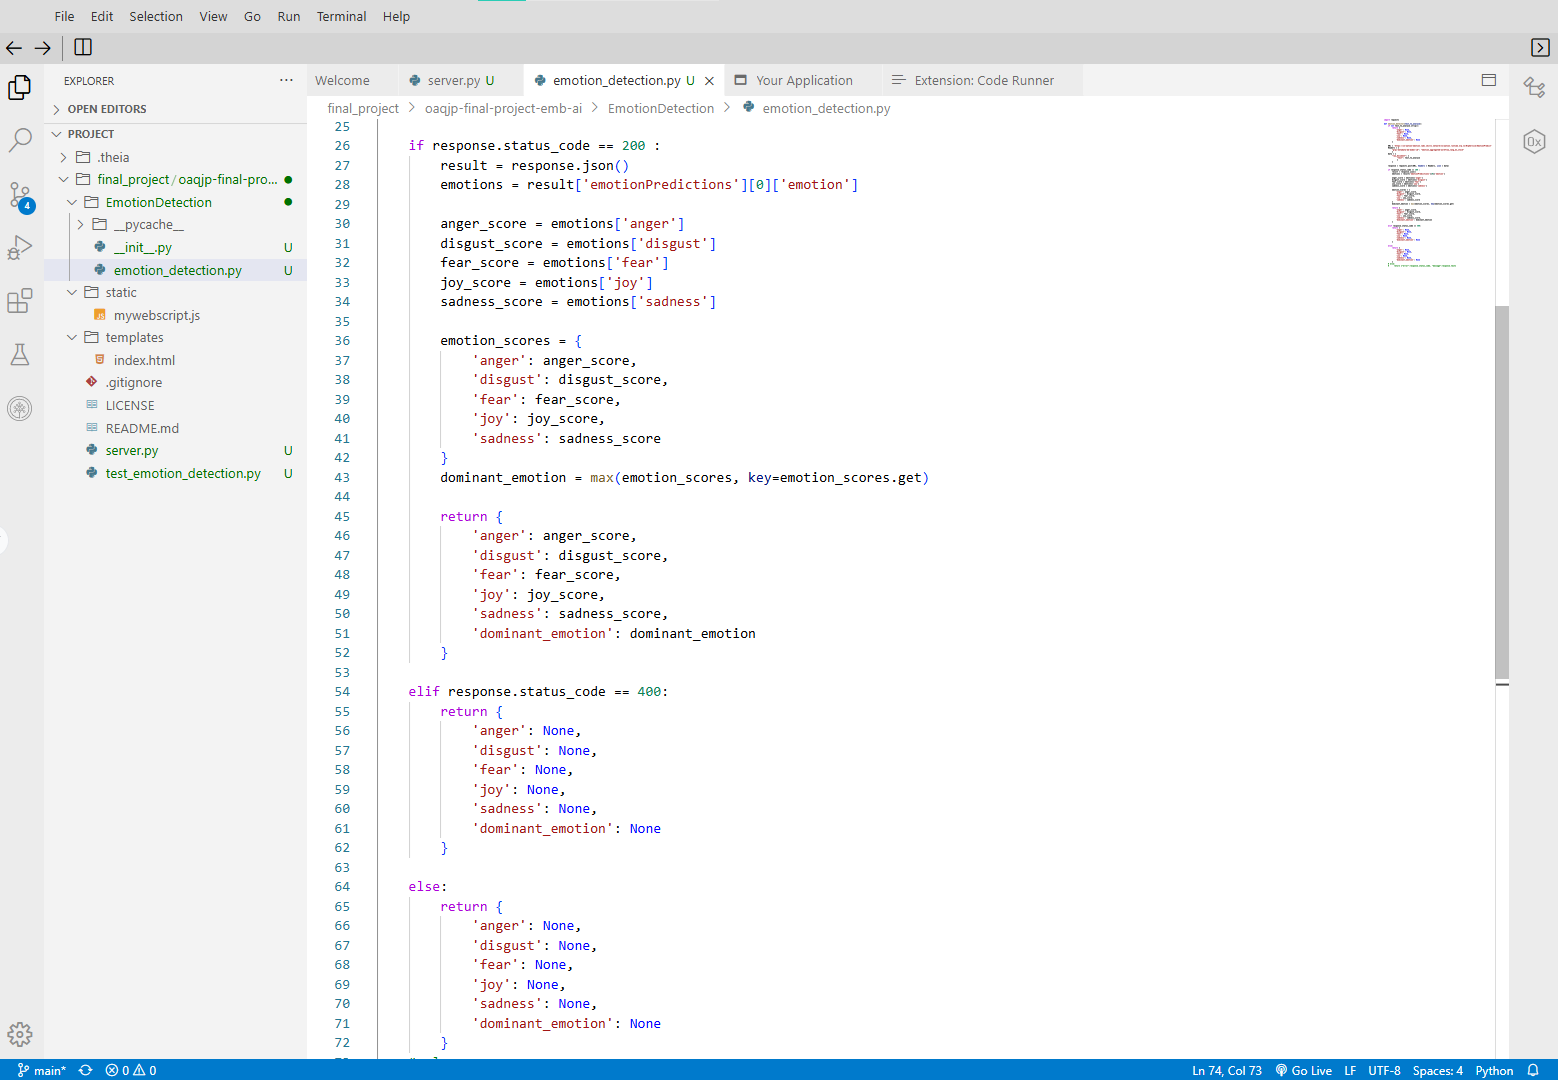 File Edit Selection View Go Run Terminal Help
EXPLORER ···
Welcome server.py U emotion_detection.py U Your Application Extension: Code Runner
OPEN EDITORS
PROJECT
.theia
final_project / oaqjp-final-pro...
EmotionDetection
__pycache__
__init__.py U
emotion_detection.py U
static
mywebscript.js
templates
index.html
.gitignore
LICENSE
README.md
server.py U
test_emotion_detection.py U
4
final_project > oaqjp-final-project-emb-ai > EmotionDetection > emotion_detection.py
25
26 if response.status_code == 200 :
27 result = response.json()
28 emotions = result['emotionPredictions'][0]['emotion']
29
30 anger_score = emotions['anger']
31 disgust_score = emotions['disgust']
32 fear_score = emotions['fear']
33 joy_score = emotions['joy']
34 sadness_score = emotions['sadness']
35
36 emotion_scores = {
37 'anger': anger_score,
38 'disgust': disgust_score,
39 'fear': fear_score,
40 'joy': joy_score,
41 'sadness': sadness_score
42 }
43 dominant_emotion = max(emotion_scores, key=emotion_scores.get)
44
45 return {
46 'anger': anger_score,
47 'disgust': disgust_score,
48 'fear': fear_score,
49 'joy': joy_score,
50 'sadness': sadness_score,
51 'dominant_emotion': dominant_emotion
52 }
53
54 elif response.status_code == 400:
55 return {
56 'anger': None,
57 'disgust': None,
58 'fear': None,
59 'joy': None,
60 'sadness': None,
61 'dominant_emotion': None
62 }
63
64 else:
65 return {
66 'anger': None,
67 'disgust': None,
68 'fear': None,
69 'joy': None,
70 'sadness': None,
71 'dominant_emotion': None
72 }
0x
main* 0 0 Ln 74, Col 73 Go Live LF UTF-8 Spaces: 4 Python